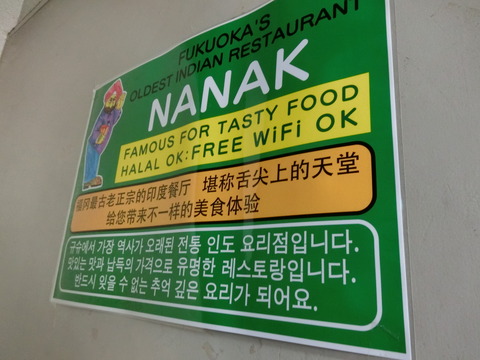 FUKUOKA'S
OLDEST INDIAN RESTAURANT
NANAK
FAMOUS FOR TASTY FOOD
HALAL OK:FREE WiFi OK
福冈最古老正宗的印度餐厅 堪称舌尖上的天堂
给您带来不一样的美食体验
규슈에서 가장 역사가 오래된 전통 인도 요리점입니다.
맛있는 맛과 납득의 가격으로 유명한 레스토랑입니다.
반드시 잊을 수 없는 추억 깊은 요리가 되어요.